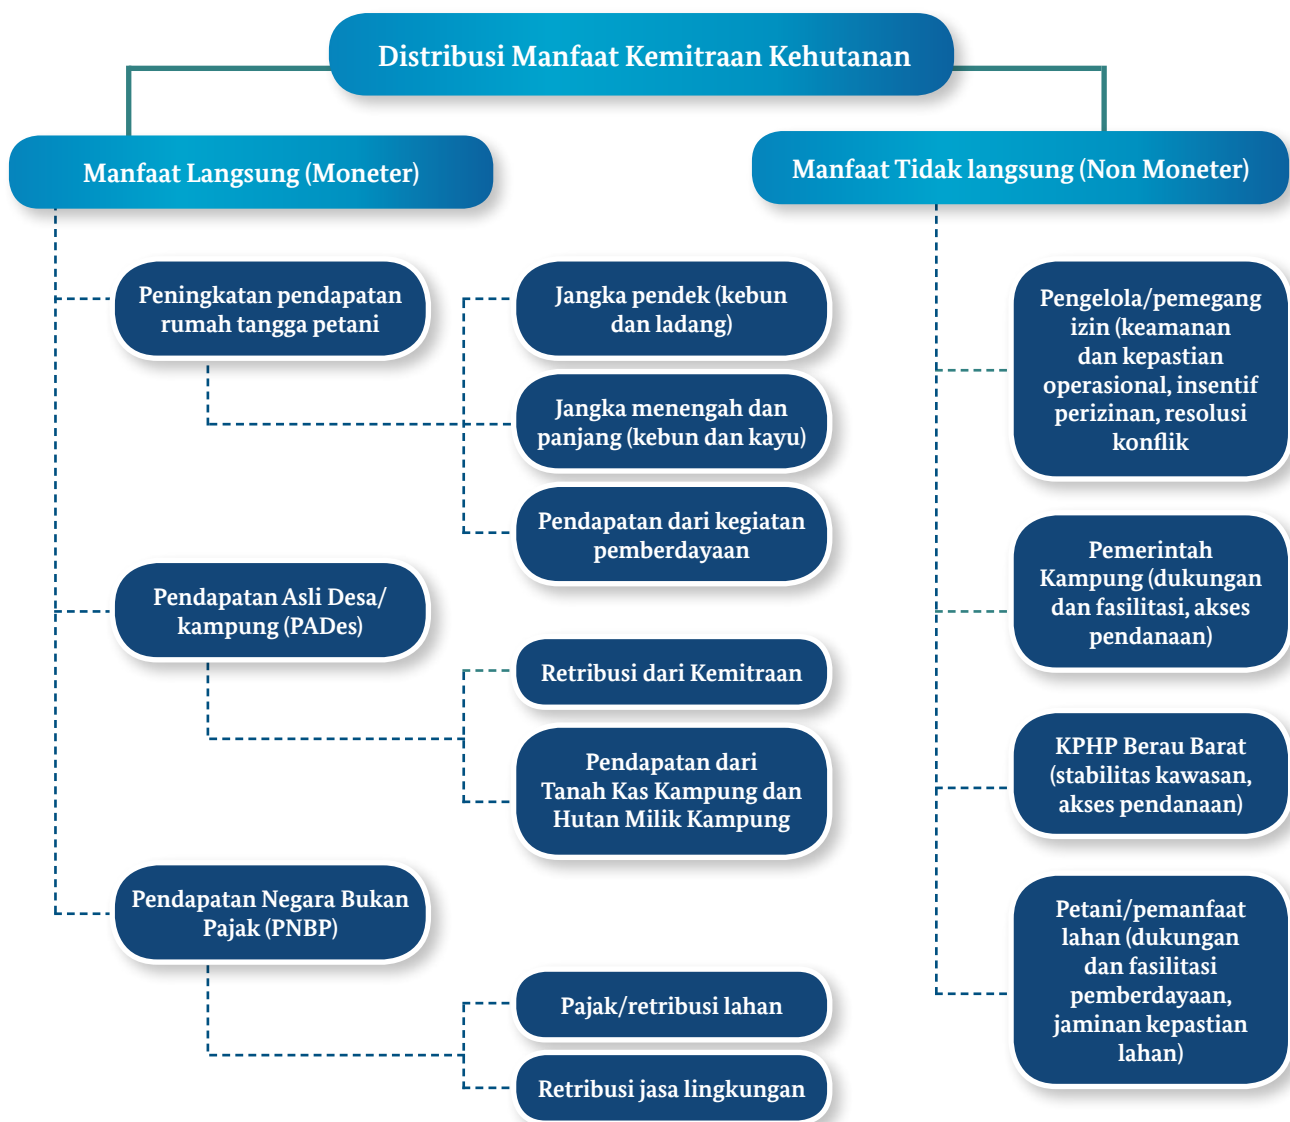 Distribusi Manfaat Kemitraan Kehutanan
Manfaat Langsung (Moneter)
Peningkatan pendapatan
rumah tangga petani
Jangka pendek (kebun
dan ladang)
Jangka menengah dan
panjang (kebun dan kayu)
Pendapatan dari kegiatan
pemberdayaan
Pendapatan Asli Desa/
kampung (PADes)
Retribusi dari Kemitraan
Pendapatan dari
Tanah Kas Kampung dan
Hutan Milik Kampung
Pendapatan Negara Bukan
Pajak (PNBP)
Pajak/retribusi lahan
Retribusi jasa lingkungan
Manfaat Tidak langsung (Non Moneter)
Pengelola/pemegang
izin (keamanan
dan kepastian
operasional, insentif
perizinan, resolusi
konflik
Pemerintah
Kampung (dukungan
dan fasilitasi, akses
pendanaan)
KPHP Berau Barat
(stabilitas kawasan,
akses pendanaan)
Petani/pemanfaat
lahan (dukungan
dan fasilitasi
pemberdayaan,
jaminan kepastian
lahan)